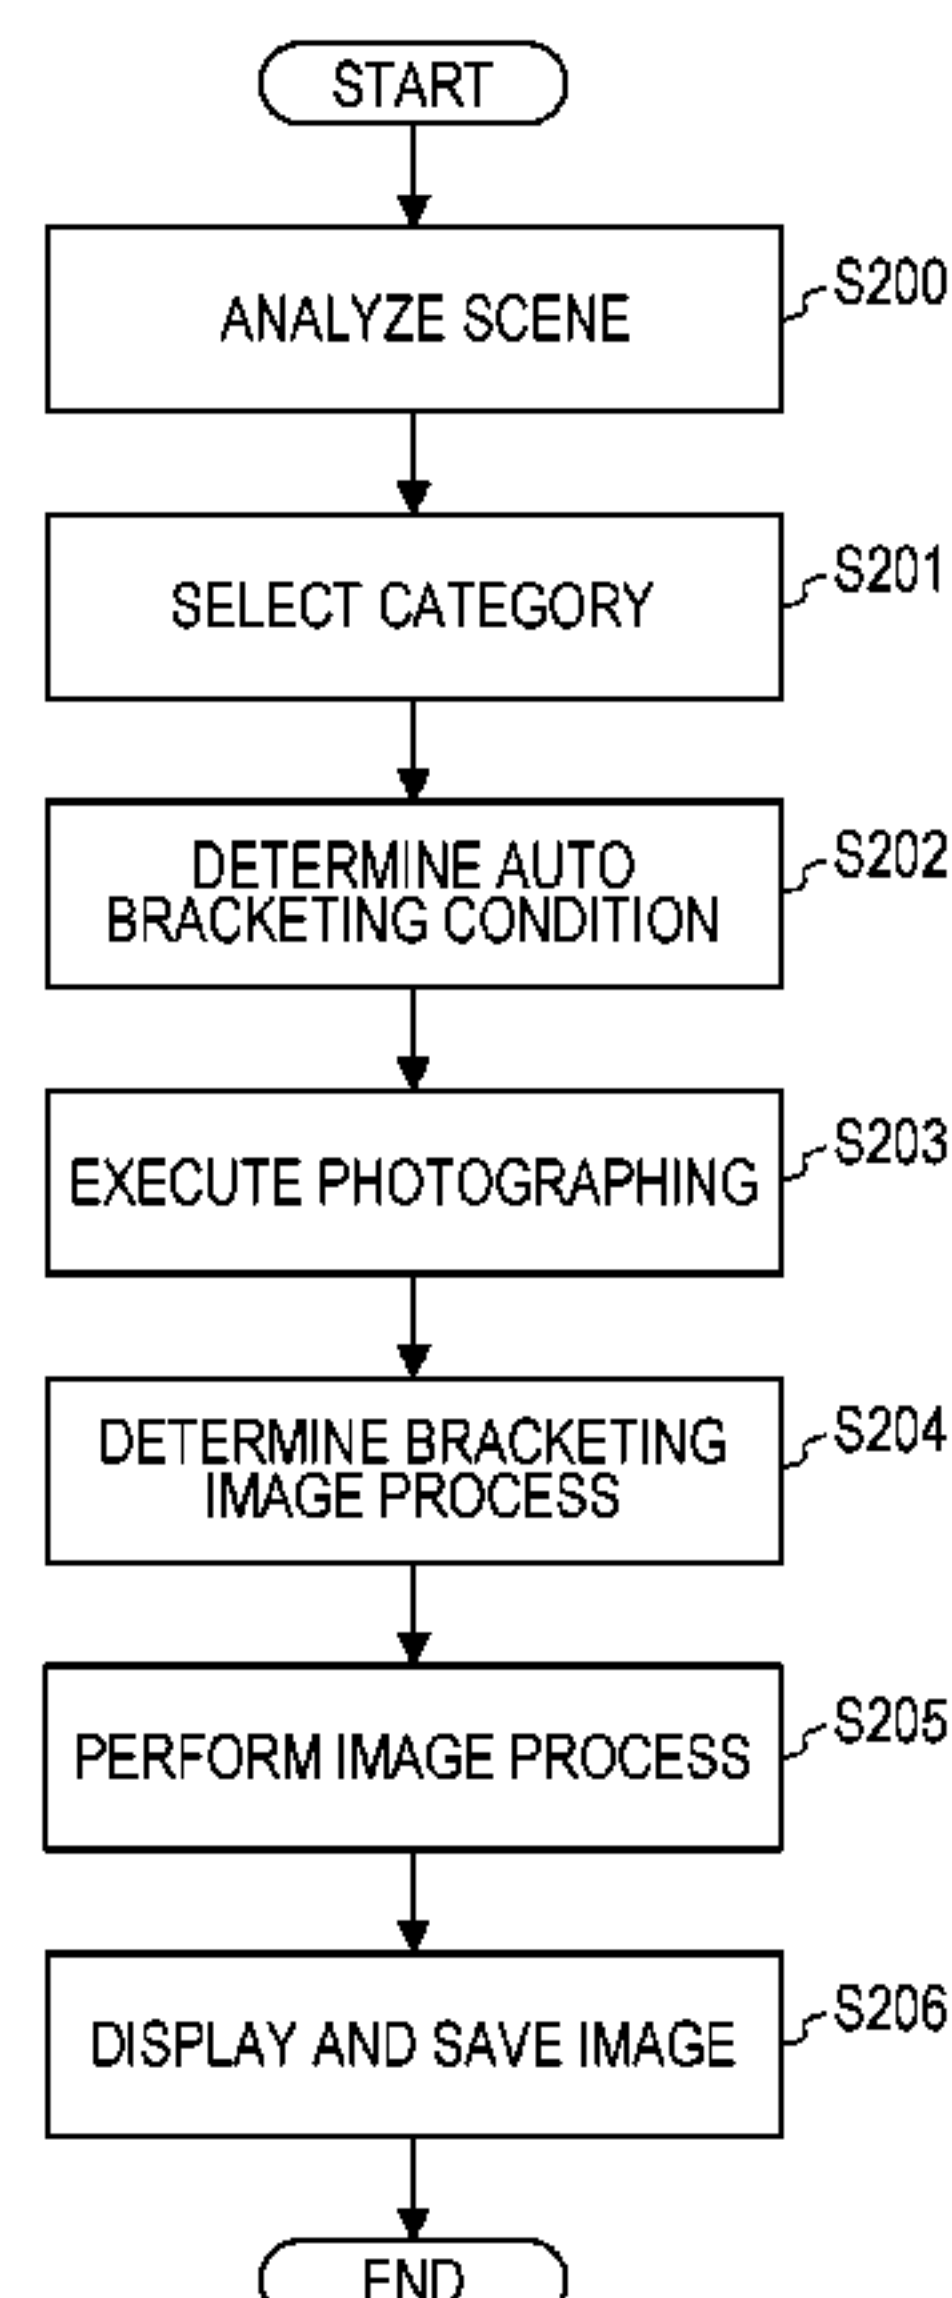 START
ANALYZE SCENE
S200
SELECT CATEGORY
S201
DETERMINE AUTO
BRACKETING CONDITION
S202
EXECUTE PHOTOGRAPHING
S203
DETERMINE BRACKETING
IMAGE PROCESS
S204
PERFORM IMAGE PROCESS
S205
DISPLAY AND SAVE IMAGE
S206
END